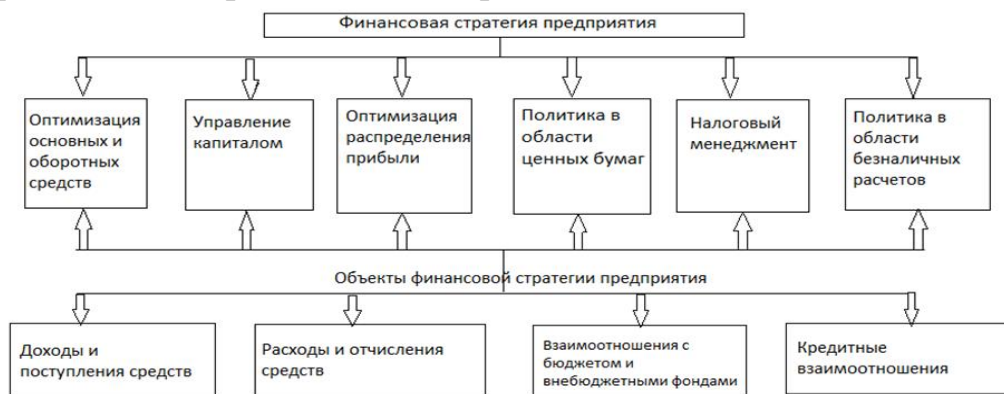 Финансовая стратегия предприятия
Оптимизация
основных и
оборотных
средств
Управление
капиталом
Оптимизация
распределения
прибыли
Политика в
области
ценных бумаг
Налоговый
менеджмент
Политика в
области
безналичных
расчетов
Объекты финансовой стратегии предприятия
Доходы и
поступления средств
Расходы и отчисления
средств
Взаимоотношения с
бюджетом и
внебюджетными фондами
Кредитные
взаимоотношения